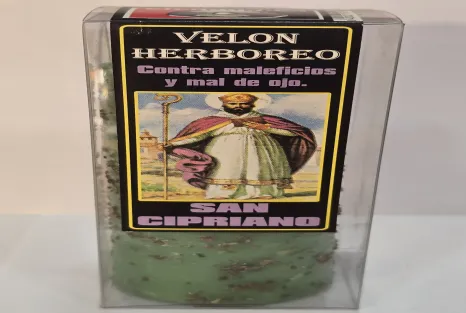 VELON
HERBOREO
Contra maleficios
y mal de ojo.
SAN
CIPRIANO